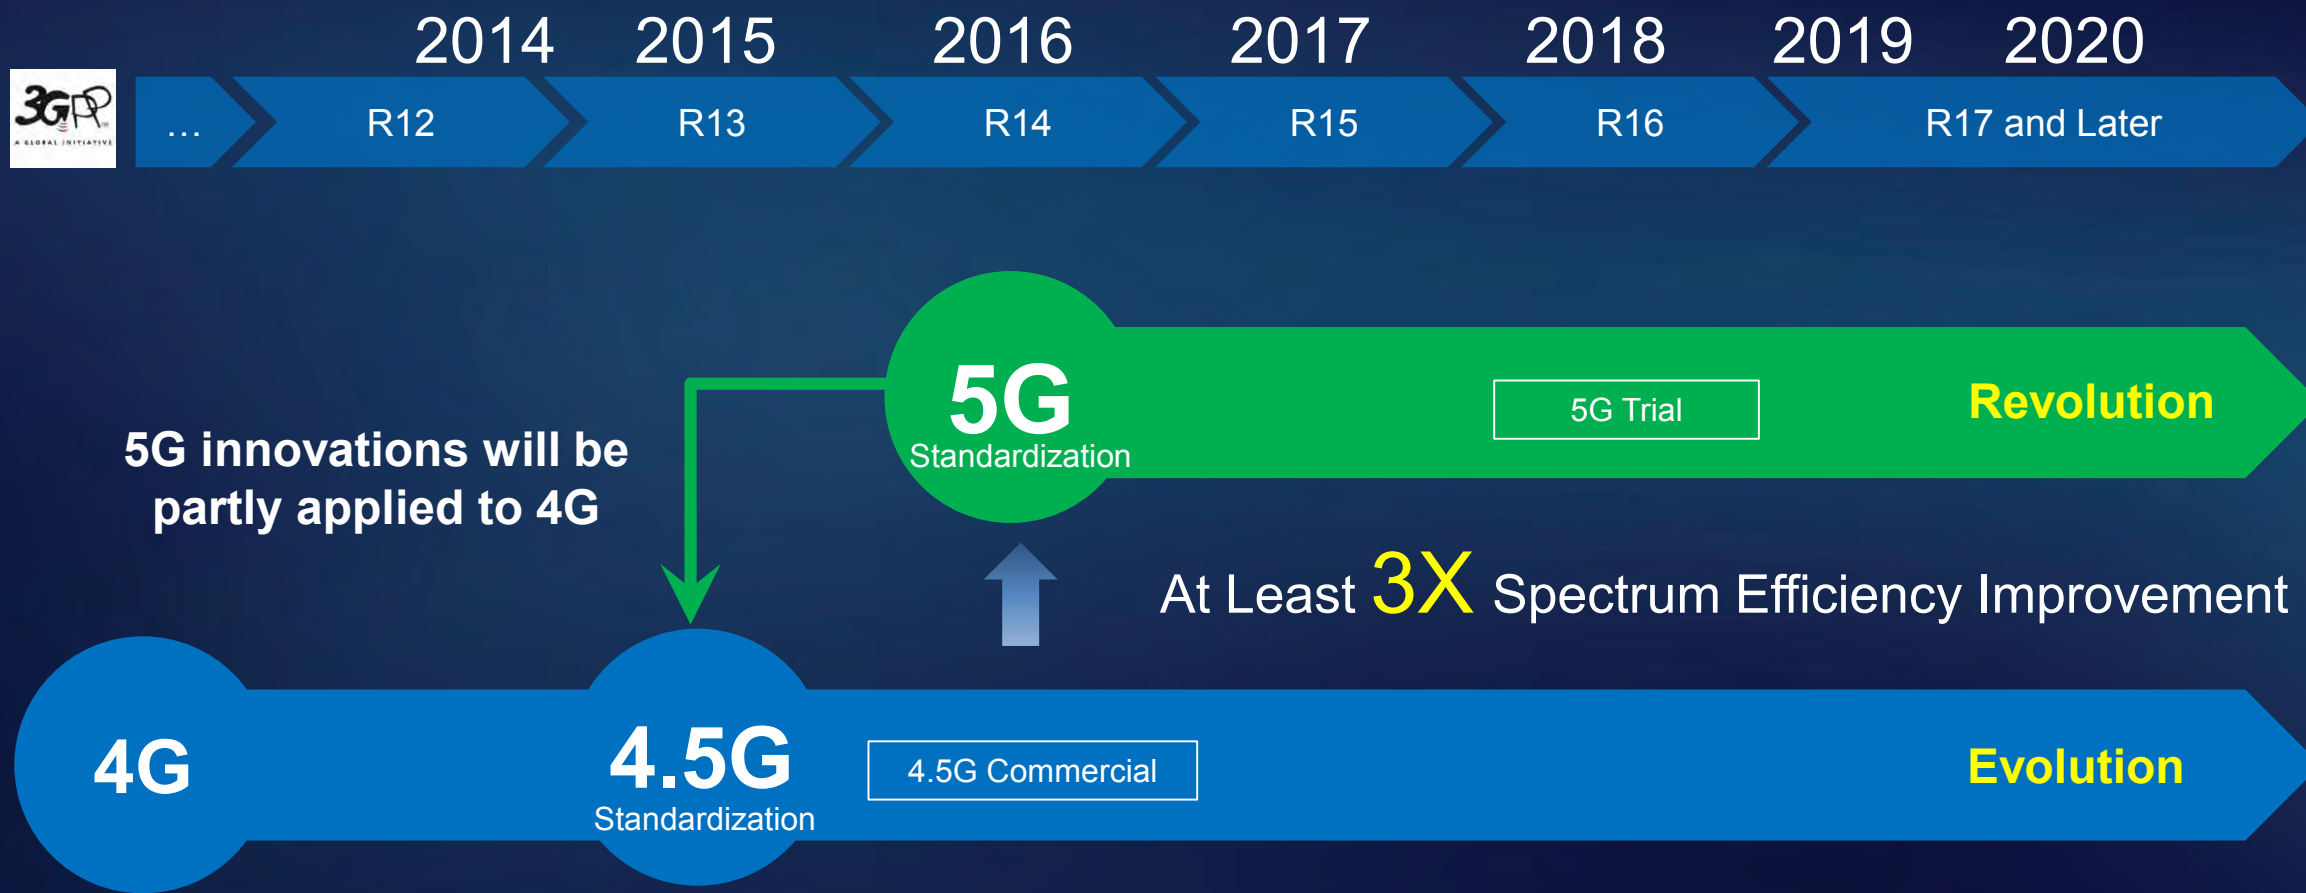 2014 2015 2016 2017 2018 2019 2020
3GPP
A GLOBAL INITIATIVE
… R12 R13 R14 R15 R16 R17 and Later
5G
Standardization
5G Trial
Revolution
5G innovations will be
partly applied to 4G
At Least 3X Spectrum Efficiency Improvement
4G
4.5G
Standardization
4.5G Commercial
Evolution